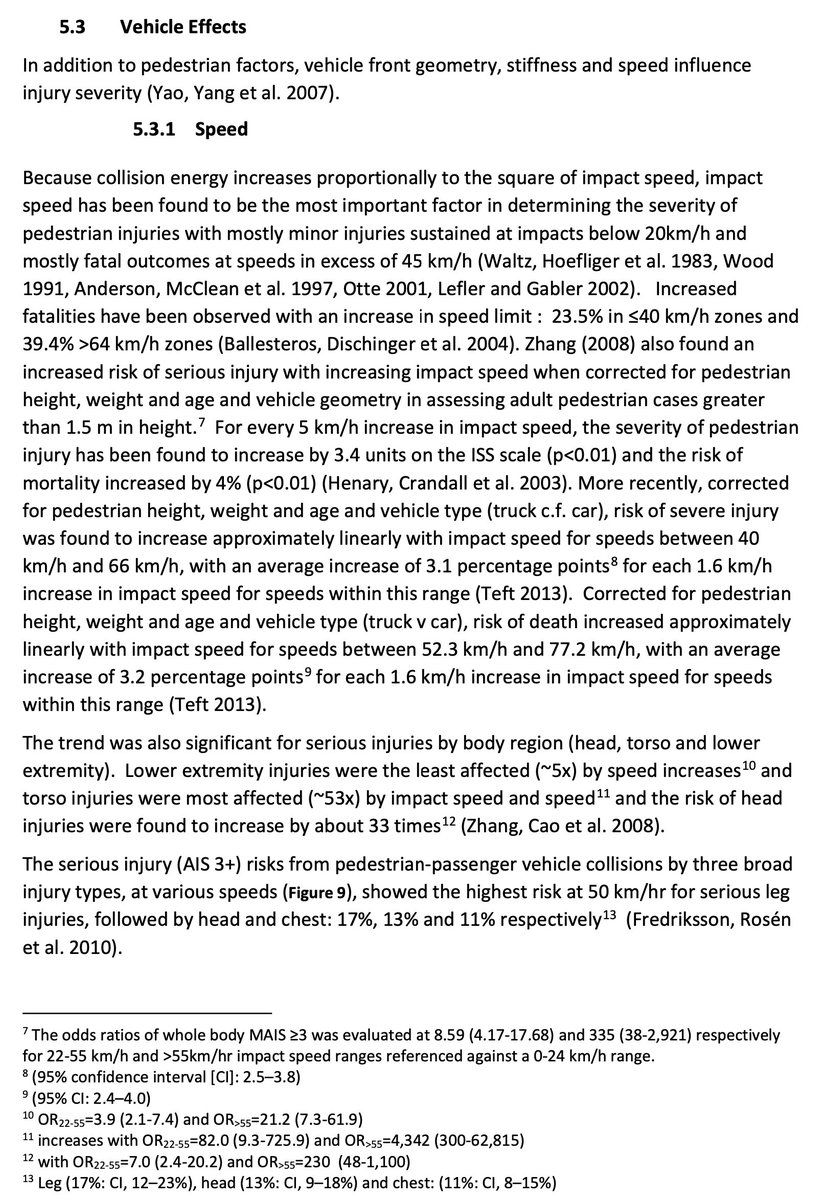 5.3 Vehicle Effects
In addition to pedestrian factors, vehicle front geometry, stiffness and speed influence
injury severity (Yao, Yang et al. 2007).
5.3.1 Speed
Because collision energy increases proportionally to the square of impact speed, impact
speed has been found to be the most important factor in determining the severity of
pedestrian injuries with mostly minor injuries sustained at impacts below 20km/h and
mostly fatal outcomes at speeds in excess of 45 km/h (Waltz, Hoefliger et al. 1983, Wood
1991, Anderson, McClean et al. 1997, Otte 2001, Lefler and Gabler 2002). Increased
fatalities have been observed with an increase in speed limit : 23.5% in ≤40 km/h zones and
39.4% >64 km/h zones (Ballesteros, Dischinger et al. 2004). Zhang (2008) also found an
increased risk of serious injury with increasing impact speed when corrected for pedestrian
height, weight and age and vehicle geometry in assessing adult pedestrian cases greater
than 1.5 m in height.⁷ For every 5 km/h increase in impact speed, the severity of pedestrian
injury has been found to increase by 3.4 units on the ISS scale (p<0.01) and the risk of
mortality increased by 4% (p<0.01) (Henary, Crandall et al. 2003). More recently, corrected
for pedestrian height, weight and age and vehicle type (truck c.f. car), risk of severe injury
was found to increase approximately linearly with impact speed for speeds between 40
km/h and 66 km/h, with an average increase of 3.1 percentage points⁸ for each 1.6 km/h
increase in impact speed for speeds within this range (Teft 2013). Corrected for pedestrian
height, weight and age and vehicle type (truck v car), risk of death increased approximately
linearly with impact speed for speeds between 52.3 km/h and 77.2 km/h, with an average
increase of 3.2 percentage points⁹ for each 1.6 km/h increase in impact speed for speeds
within this range (Teft 2013).
The trend was also significant for serious injuries by body region (head, torso and lower
extremity). Lower extremity injuries were the least affected (~5x) by speed increases¹⁰ and
torso injuries were most affected (~53x) by impact speed and speed¹¹ and the risk of head
injuries were found to increase by about 33 times¹² (Zhang, Cao et al. 2008).
The serious injury (AIS 3+) risks from pedestrian-passenger vehicle collisions by three broad
injury types, at various speeds (Figure 9), showed the highest risk at 50 km/hr for serious leg
injuries, followed by head and chest: 17%, 13% and 11% respectively¹³ (Fredriksson, Rosén
et al. 2010).
⁷ The odds ratios of whole body MAIS ≥3 was evaluated at 8.59 (4.17-17.68) and 335 (38-2,921) respectively
for 22-55 km/h and >55km/hr impact speed ranges referenced against a 0-24 km/h range.
⁸ (95% confidence interval [CI]: 2.5–3.8)
⁹ (95% CI: 2.4–4.0)
¹⁰ OR22-55=3.9 (2.1-7.4) and OR>55=21.2 (7.3-61.9)
¹¹ increases with OR22-55=82.0 (9.3-725.9) and OR>55=4,342 (300-62,815)
¹² with OR22-55=7.0 (2.4-20.2) and OR>55=230 (48-1,100)
¹³ Leg (17%: CI, 12–23%), head (13%: CI, 9–18%) and chest: (11%: CI, 8–15%)